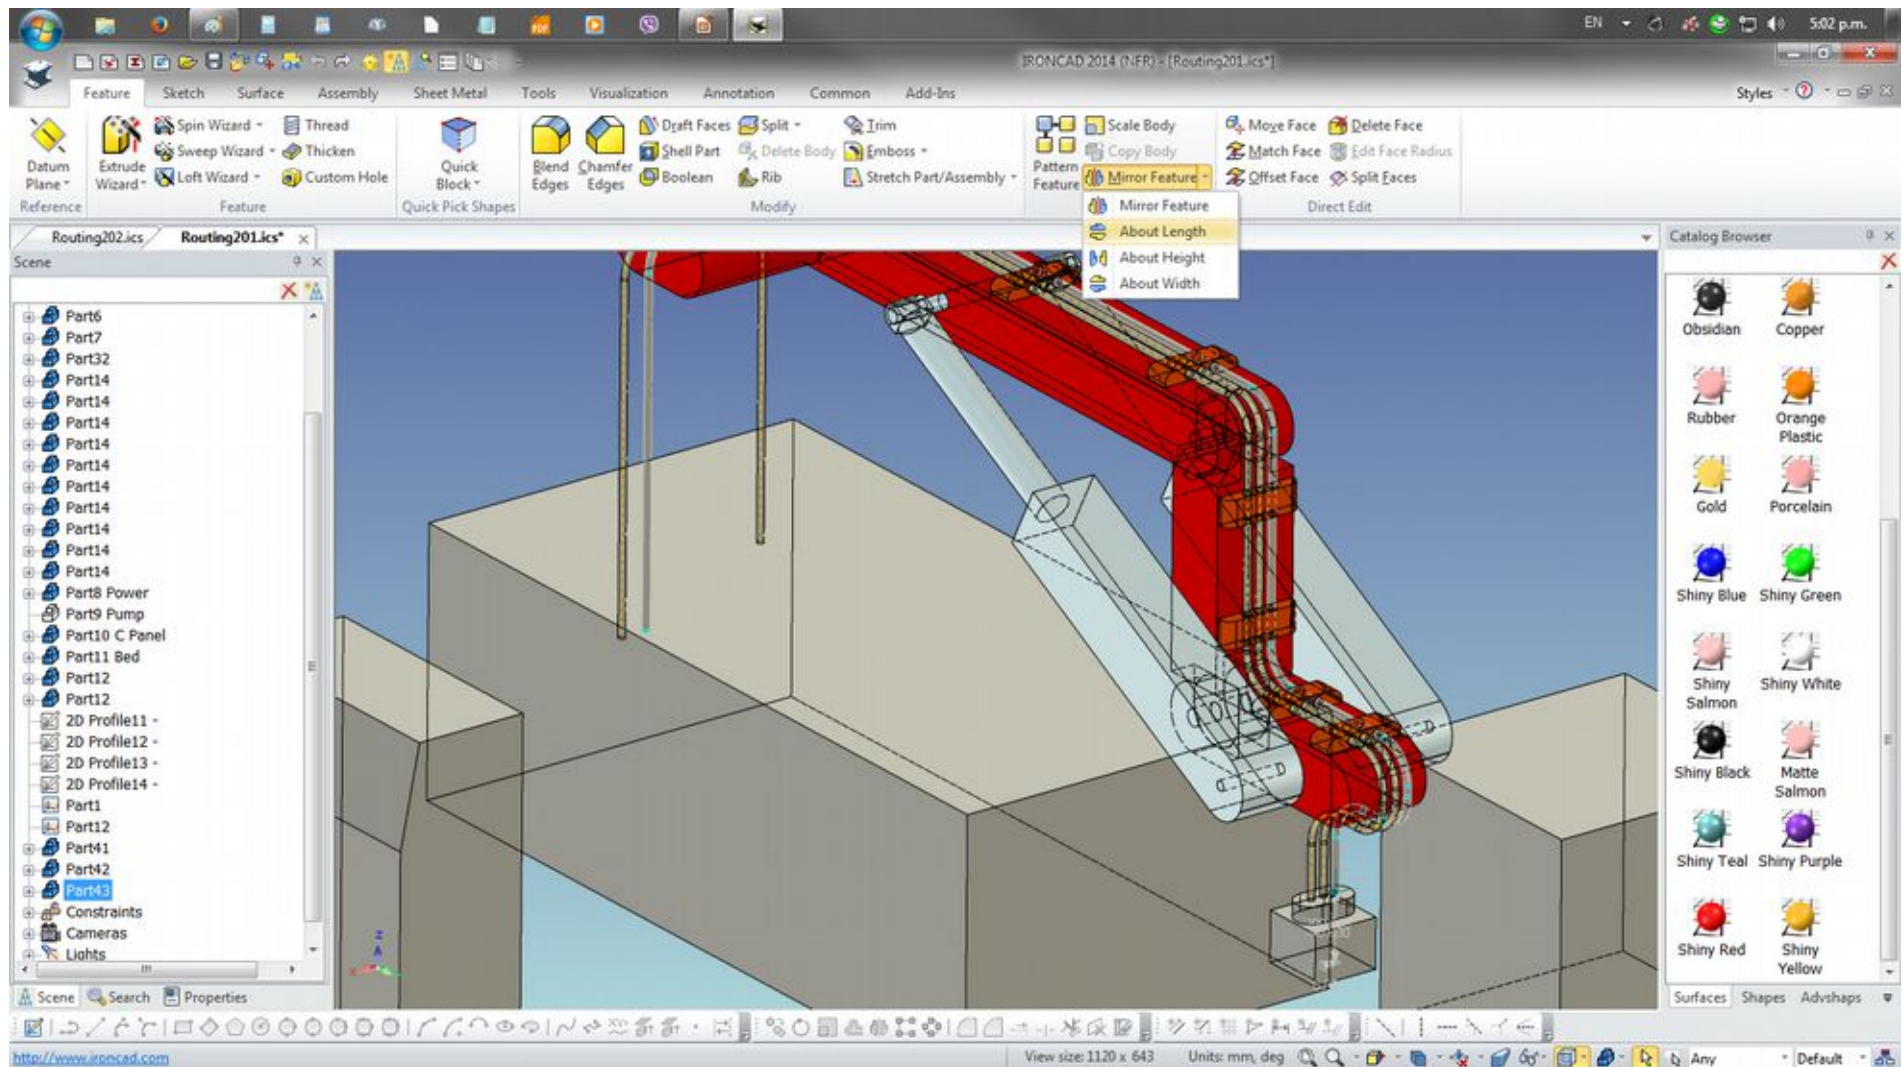 EN
5:02 p.m.
IRONCAD 2014 (NFR) - [Routing201.ics*]
Feature Sketch Surface Assembly Sheet Metal Tools Visualization Annotation Common Add-Ins Styles
Spin Wizard Thread Draft Faces Split Trim Scale Body Move Face Delete Face
Sweep Wizard Thicken Shell Part Delete Body Emboss Copy Body Match Face Edit Face Radius
Loft Wizard Custom Hole Boolean Rib Stretch Part/Assembly Mirror Feature Offset Face Split Faces
Datum Plane
Extrude Wizard
Quick Block
Blend Edges
Chamfer Edges
Pattern Feature
Reference Feature Quick Pick Shapes Modify Direct Edit
Mirror Feature
About Length
About Height
About Width
Routing202.ics Routing201.ics*
Catalog Browser
Scene
Part6
Part7
Part32
Part14
Part14
Part14
Part14
Part14
Part14
Part14
Part14
Part14
Part14
Part8 Power
Part9 Pump
Part10 C Panel
Part11 Bed
Part12
Part12
2D Profile11 -
2D Profile12 -
2D Profile13 -
2D Profile14 -
Part1
Part12
Part41
Part42
Part43
Constraints
Cameras
Lights
Scene Search Properties
Z
Obsidian Copper
Rubber Orange Plastic
Gold Porcelain
Shiny Blue Shiny Green
Shiny Salmon Shiny White
Shiny Black Matte Salmon
Shiny Teal Shiny Purple
Shiny Red Shiny Yellow
Surfaces Shapes Advshaps
http://www.ironcad.com
View size: 1120 x 643 Units: mm, deg Any Default